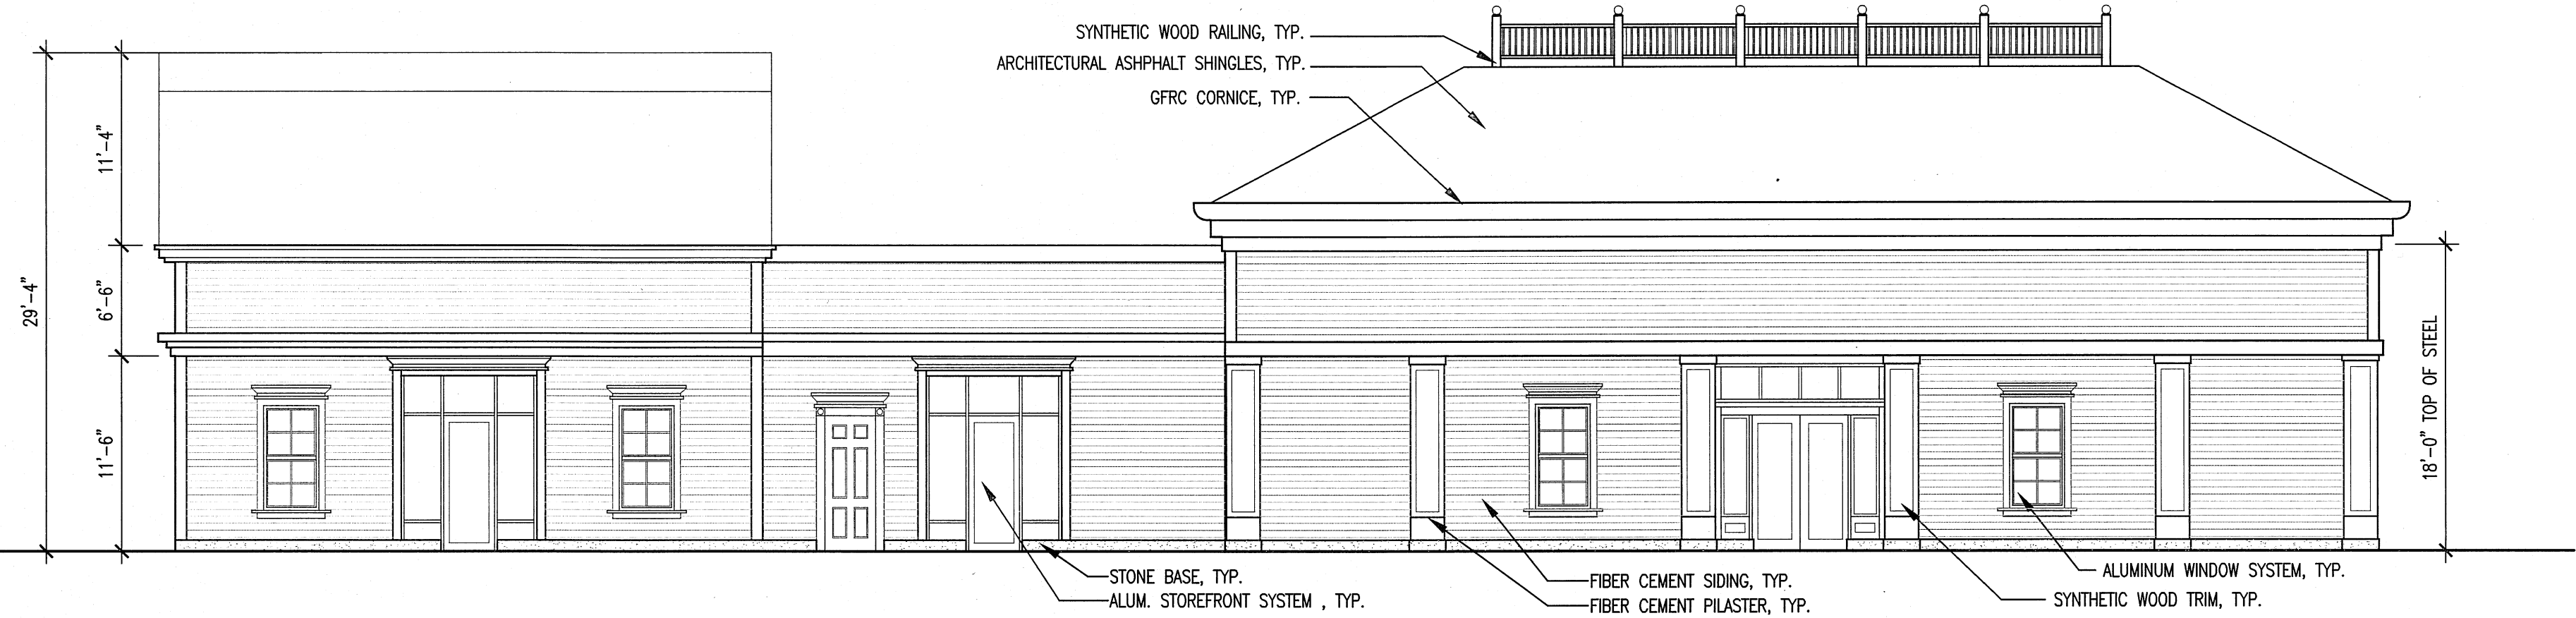 SYNTHETIC WOOD RAILING, TYP.
ARCHITECTURAL ASHPHALT SHINGLES, TYP.
GFRC CORNICE, TYP.
29'-4"
11'-4"
6'-6"
11'-6"
18'-0" TOP OF STEEL
STONE BASE, TYP.
ALUM. STOREFRONT SYSTEM , TYP.
FIBER CEMENT SIDING, TYP.
FIBER CEMENT PILASTER, TYP.
ALUMINUM WINDOW SYSTEM, TYP.
SYNTHETIC WOOD TRIM, TYP.